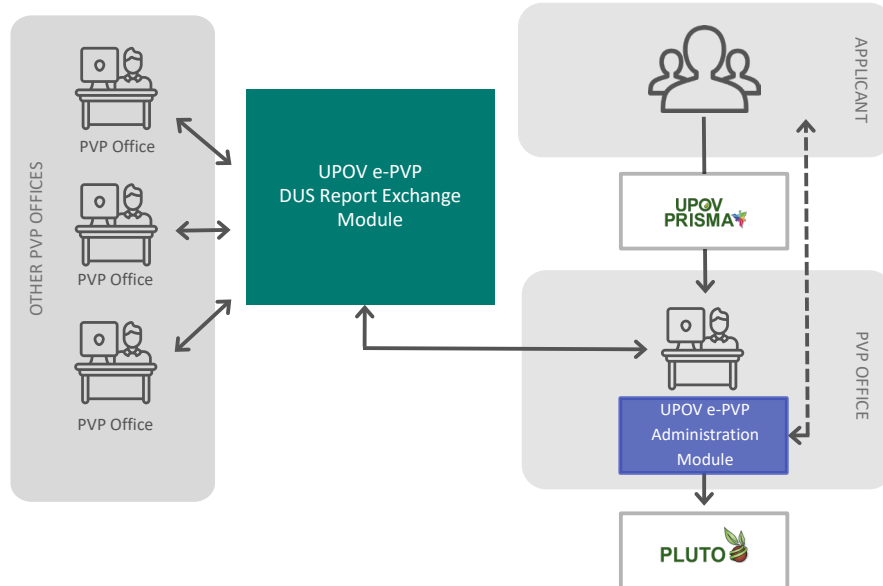 OTHER PVP OFFICES
PVP Office
PVP Office
PVP Office
UPOV e-PVP
DUS Report Exchange
Module
APPLICANT
UPOV
PRISMA
PVP OFFICE
UPOV e-PVP
Administration
Module
PLUTO